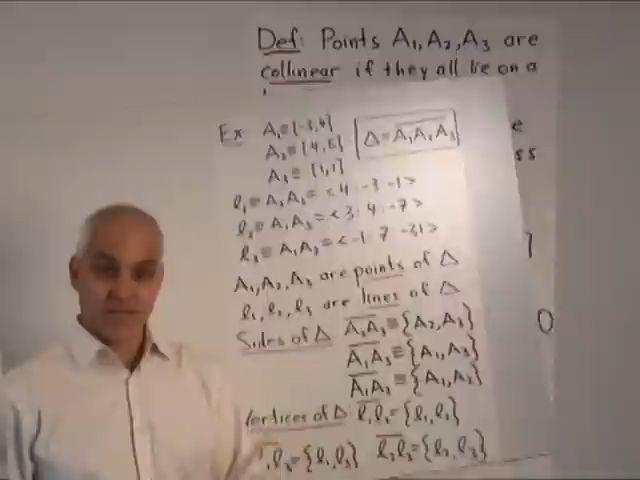 Def: Points A₁, A₂, A₃ are
collinear if they all lie on a
Ex A₁≡[-3,4]
A₂≡[4,5] Δ=A₁A₂A₃
A₃≡[1,1]
l₁≡A₂A₃=<4:-3:-1>
l₂≡A₁A₃=<3:4:-7>
l₃≡A₁A₂=<-1:7:-31>
A₁,A₂,A₃ are points of Δ
l₁,l₂,l₃ are lines of Δ
Sides of Δ A₂A₃≡{A₂,A₃}
A₁A₃≡{A₁,A₃}
A₁A₂≡{A₁,A₂}
Vertices of Δ l₁l₂={l₁,l₂}
l₁l₃={l₁,l₃} l₂l₃={l₂,l₃}